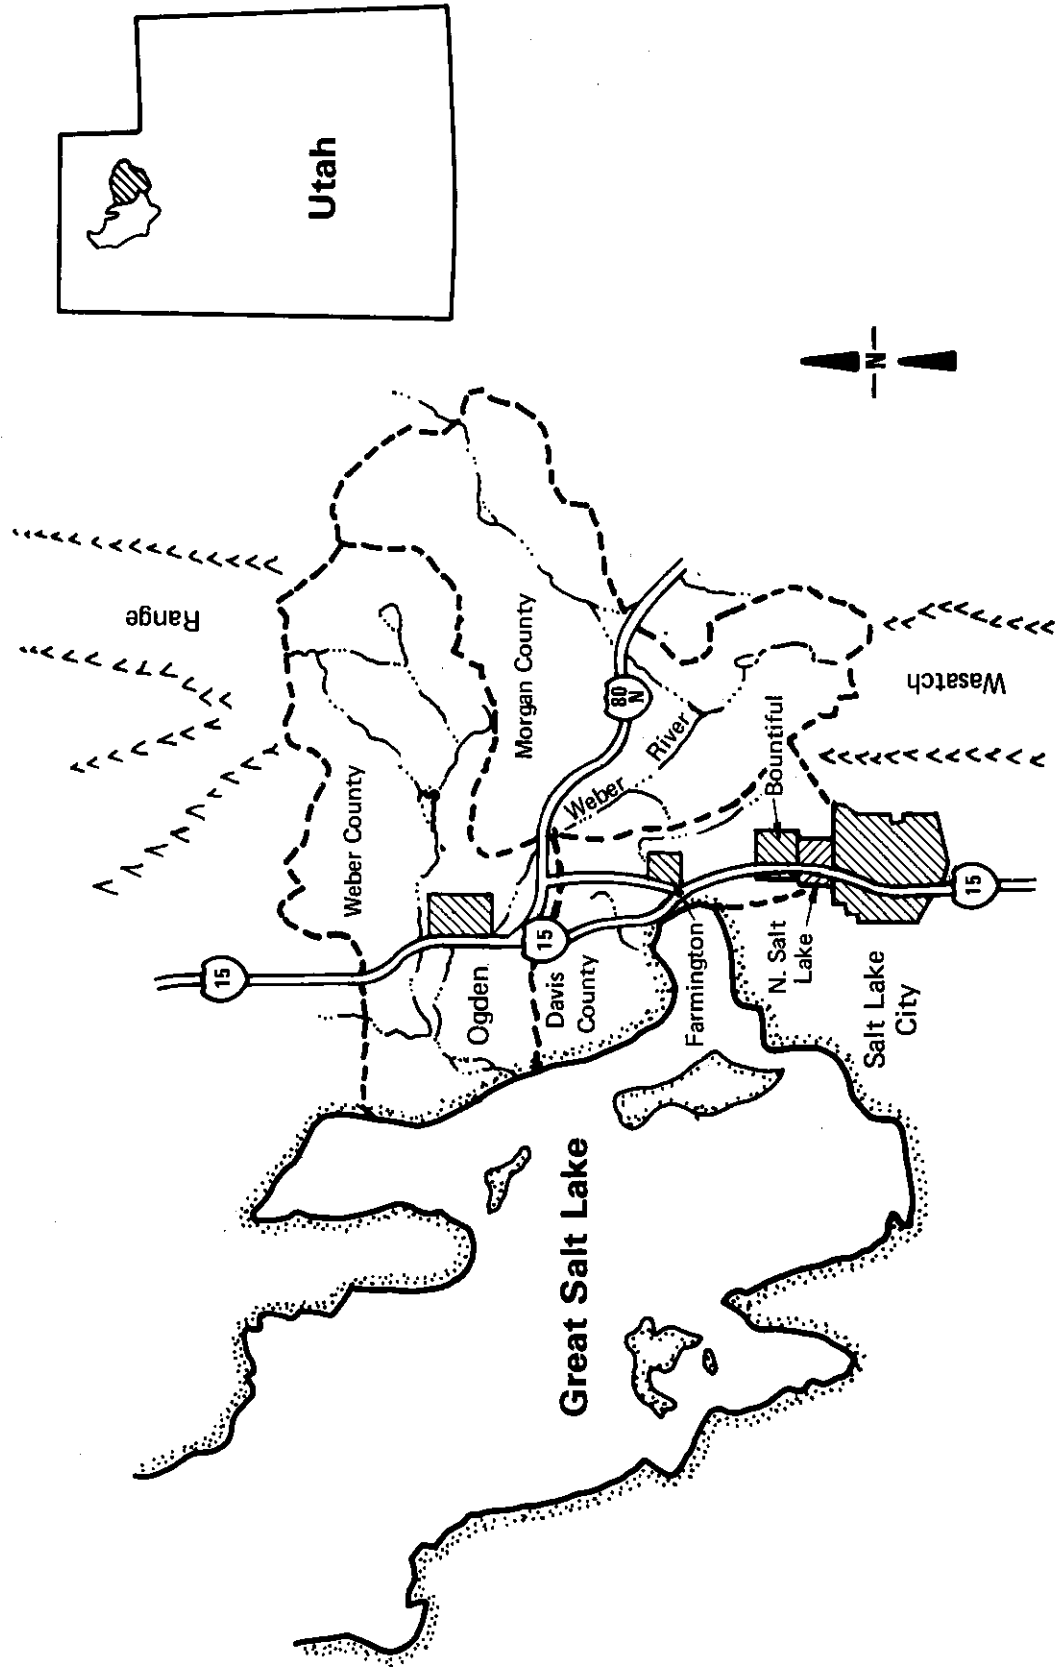 Utah
N
Range
Weber County
Morgan County
80
N
Weber
River
Wasatch
Bountiful
15
Ogden
15
Davis
County
Farmington
N. Salt
Lake
15
Salt Lake
City
Great Salt Lake